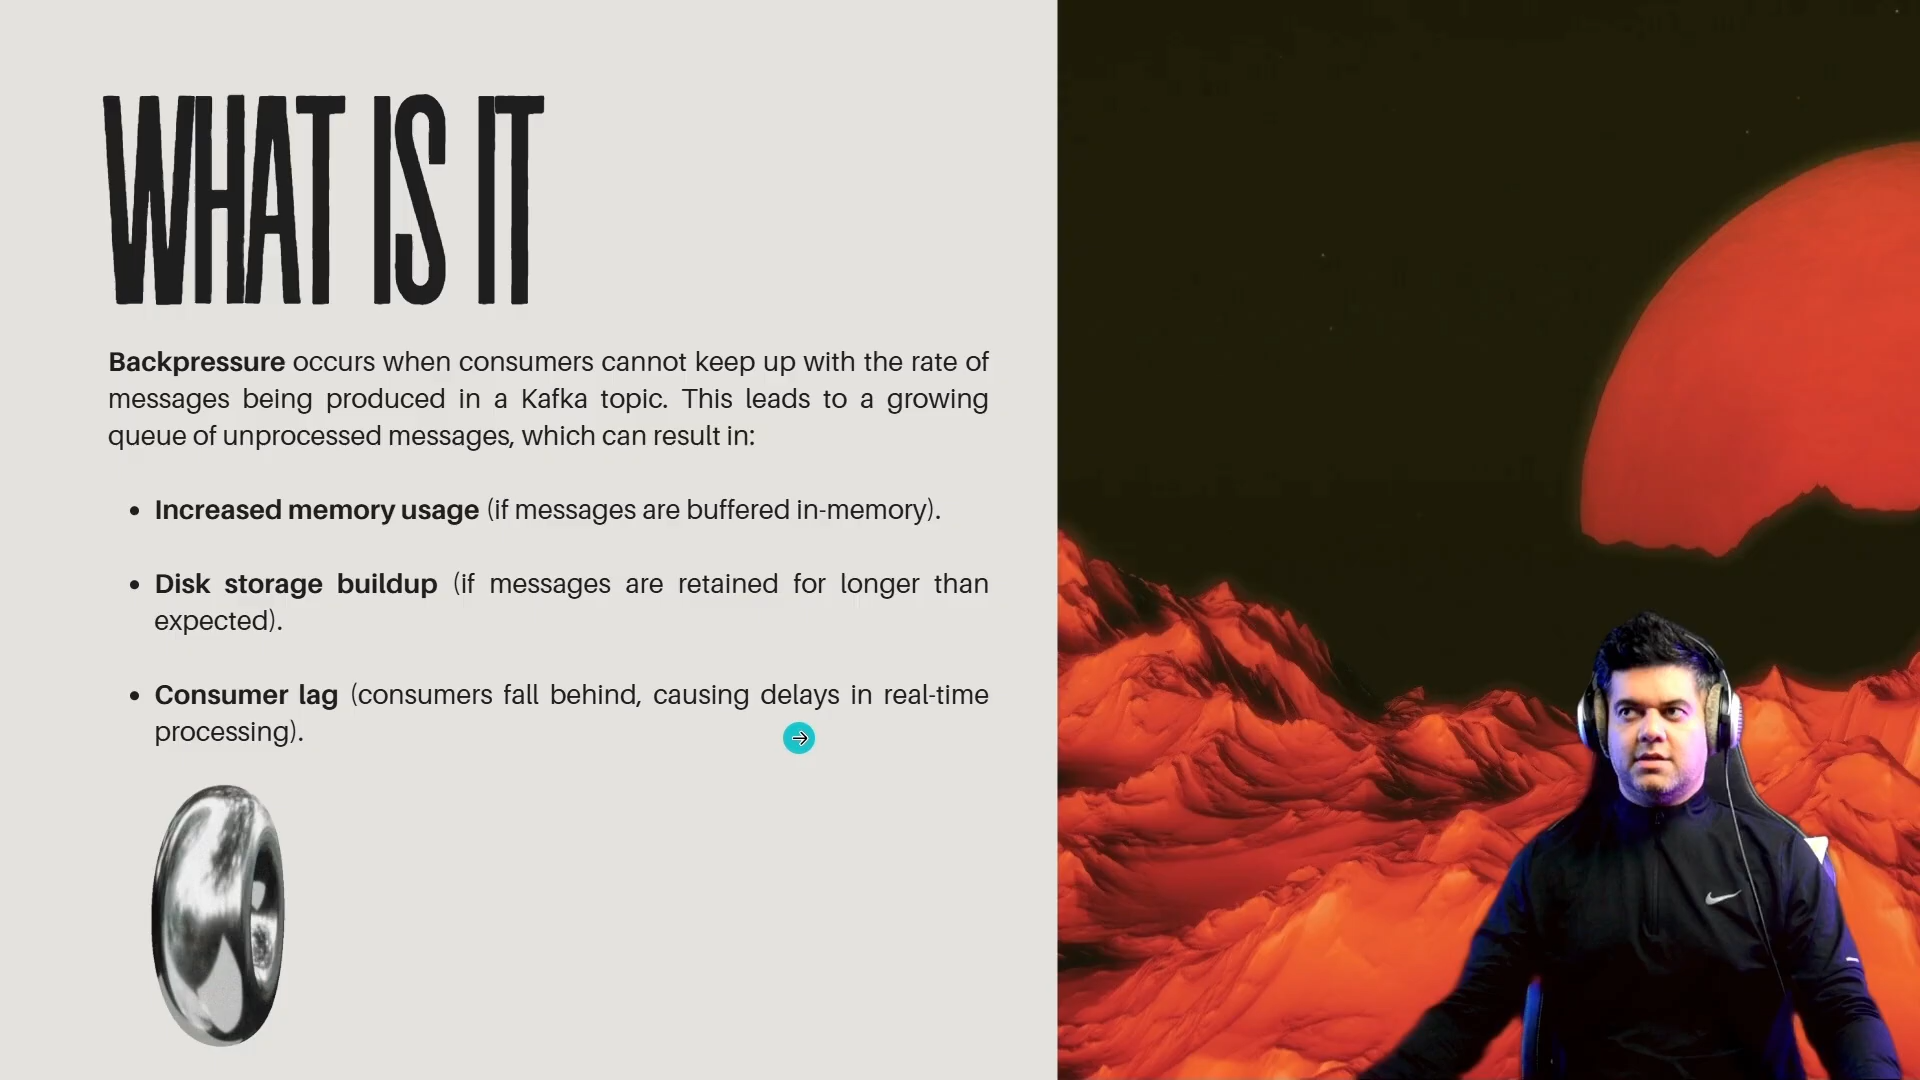 WHAT IS IT
Backpressure occurs when consumers cannot keep up with the rate of
messages being produced in a Kafka topic. This leads to a growing
queue of unprocessed messages, which can result in:
• Increased memory usage (if messages are buffered in-memory).
• Disk storage buildup (if messages are retained for longer than
expected).
• Consumer lag (consumers fall behind, causing delays in real-time
processing).